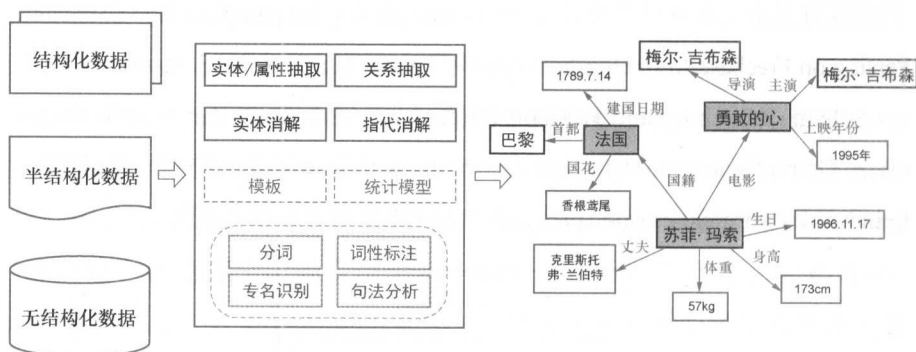 结构化数据
半结构化数据
无结构化数据
实体/属性抽取
关系抽取
实体消解
指代消解
模板
统计模型
分词
词性标注
专名识别
句法分析
1789.7.14
建国日期
巴黎
首都
法国
国花
香根鸢尾
国籍
电影
梅尔·吉布森
导演
主演
梅尔·吉布森
勇敢的心
上映年份
1995年
苏菲·玛索
生日
1966.11.17
丈夫
克里斯托
弗·兰伯特
体重
57kg
身高
173cm